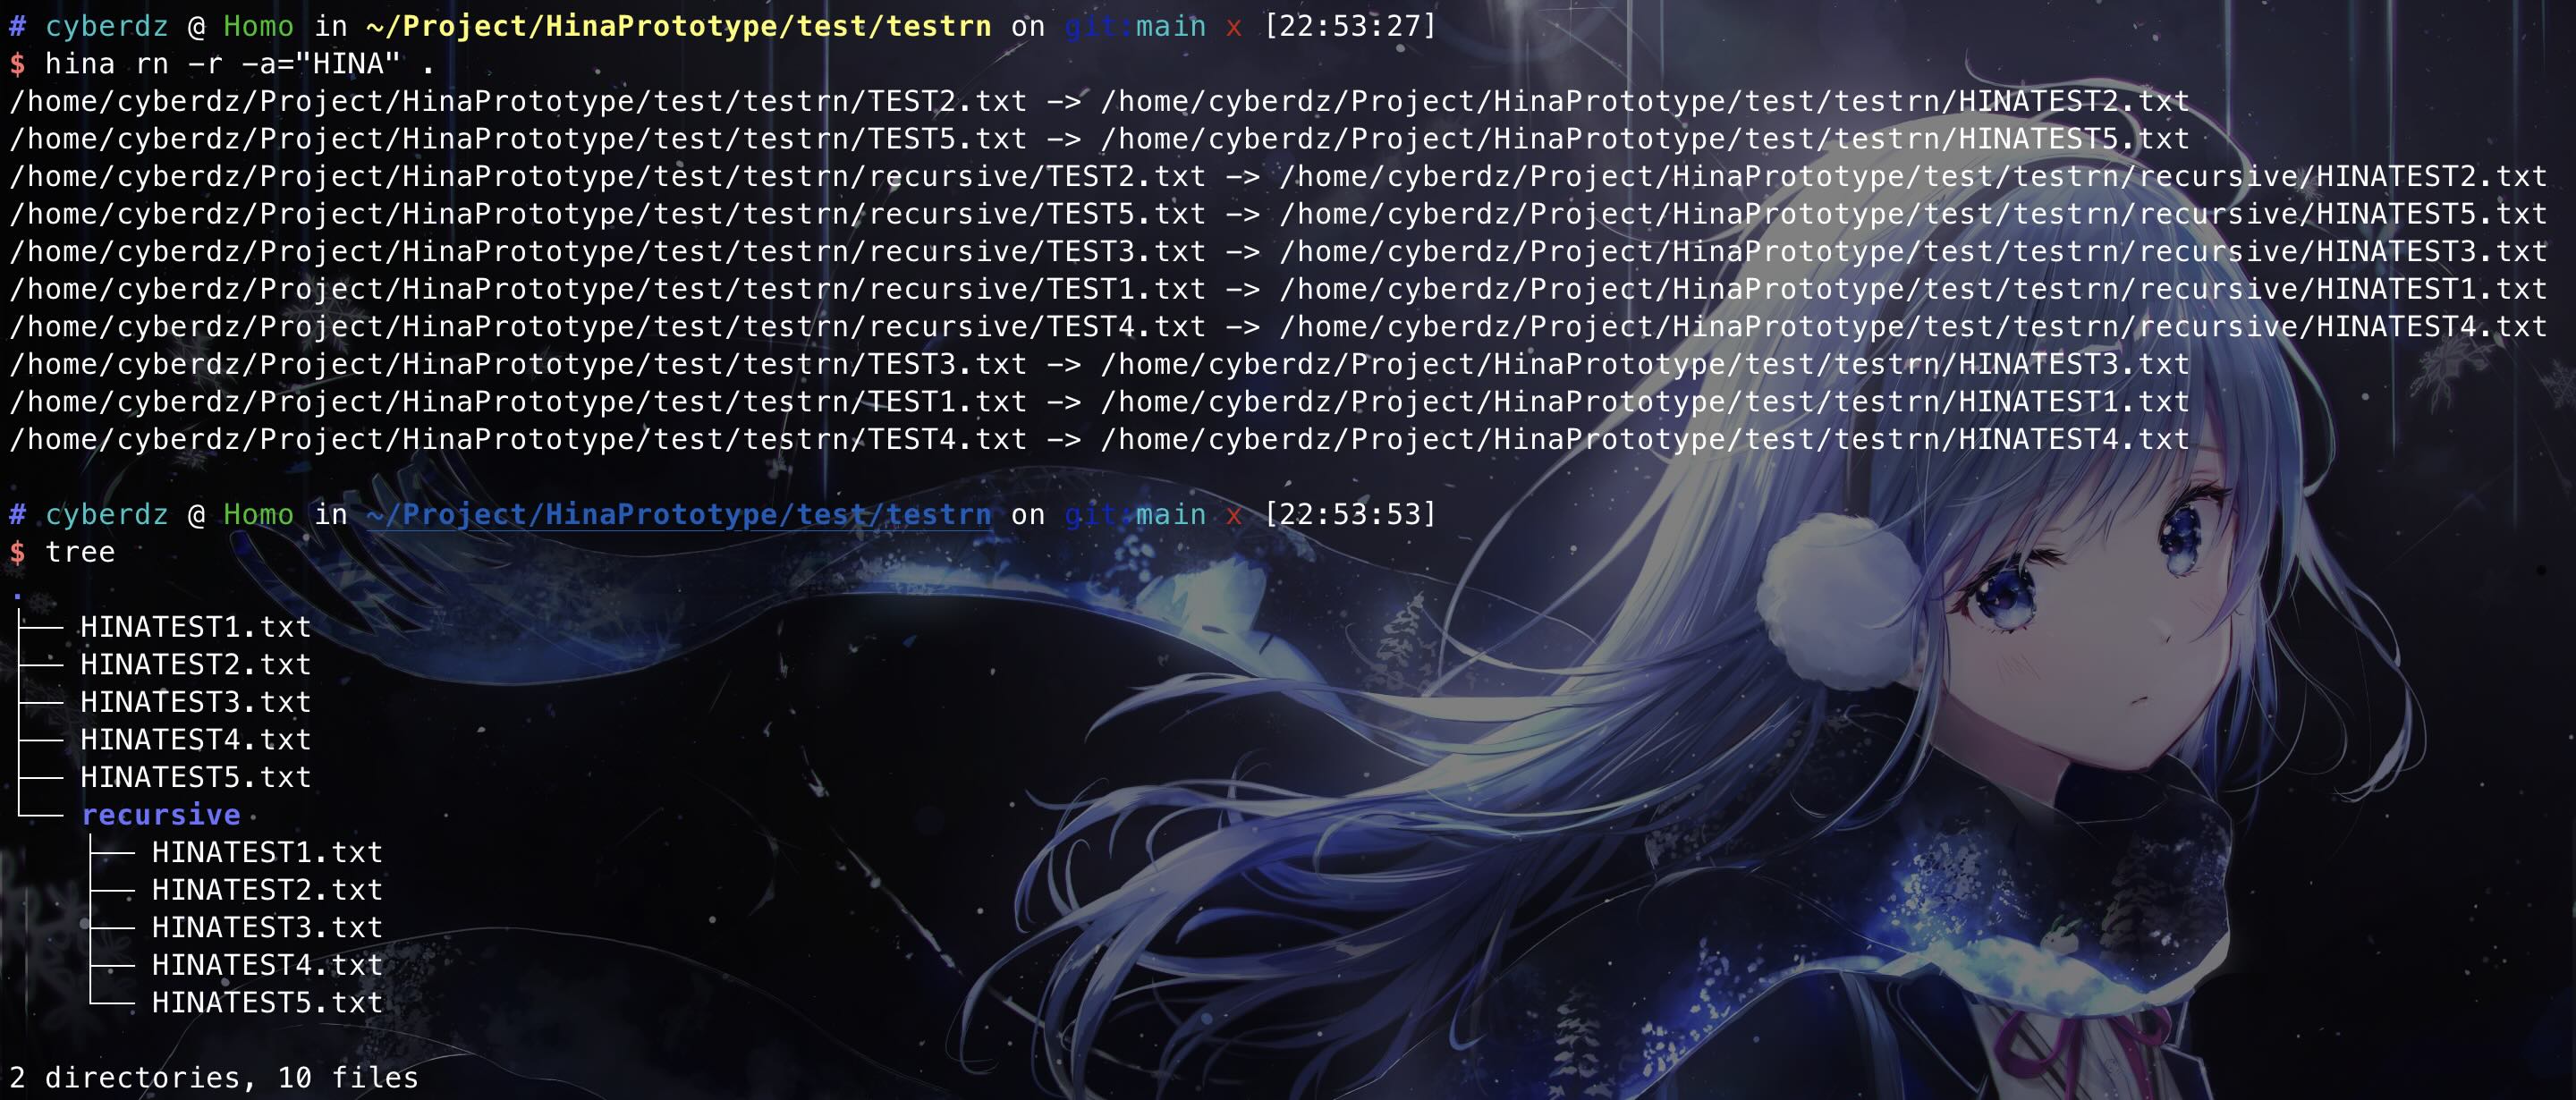 # cyberdz @ Homo in ~/Project/HinaPrototype/test/testrn on git:main x [22:53:27]
$ hina rn -r -a="HINA" .
/home/cyberdz/Project/HinaPrototype/test/testrn/TEST2.txt -> /home/cyberdz/Project/HinaPrototype/test/testrn/HINATEST2.txt
/home/cyberdz/Project/HinaPrototype/test/testrn/TEST5.txt -> /home/cyberdz/Project/HinaPrototype/test/testrn/HINATEST5.txt
/home/cyberdz/Project/HinaPrototype/test/testrn/recursive/TEST2.txt -> /home/cyberdz/Project/HinaPrototype/test/testrn/recursive/HINATEST2.txt
/home/cyberdz/Project/HinaPrototype/test/testrn/recursive/TEST5.txt -> /home/cyberdz/Project/HinaPrototype/test/testrn/recursive/HINATEST5.txt
/home/cyberdz/Project/HinaPrototype/test/testrn/recursive/TEST3.txt -> /home/cyberdz/Project/HinaPrototype/test/testrn/recursive/HINATEST3.txt
/home/cyberdz/Project/HinaPrototype/test/testrn/recursive/TEST1.txt -> /home/cyberdz/Project/HinaPrototype/test/testrn/recursive/HINATEST1.txt
/home/cyberdz/Project/HinaPrototype/test/testrn/recursive/TEST4.txt -> /home/cyberdz/Project/HinaPrototype/test/testrn/recursive/HINATEST4.txt
/home/cyberdz/Project/HinaPrototype/test/testrn/TEST3.txt -> /home/cyberdz/Project/HinaPrototype/test/testrn/HINATEST3.txt
/home/cyberdz/Project/HinaPrototype/test/testrn/TEST1.txt -> /home/cyberdz/Project/HinaPrototype/test/testrn/HINATEST1.txt
/home/cyberdz/Project/HinaPrototype/test/testrn/TEST4.txt -> /home/cyberdz/Project/HinaPrototype/test/testrn/HINATEST4.txt
# cyberdz @ Homo in ~/Project/HinaPrototype/test/testrn on git:main x [22:53:53]
$ tree
.
├── HINATEST1.txt
├── HINATEST2.txt
├── HINATEST3.txt
├── HINATEST4.txt
├── HINATEST5.txt
└── recursive
    ├── HINATEST1.txt
    ├── HINATEST2.txt
    ├── HINATEST3.txt
    ├── HINATEST4.txt
    └── HINATEST5.txt
2 directories, 10 files